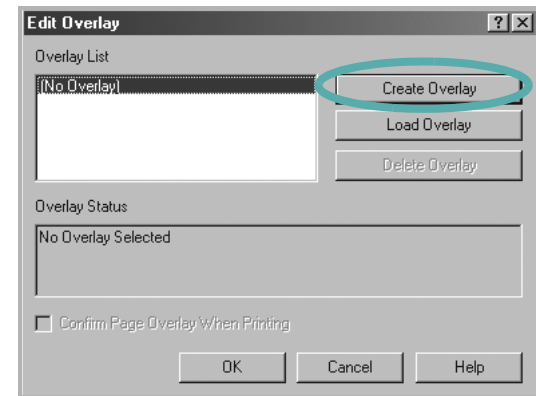 Edit Overlay
Overlay List
(No Overlay)
Create Overlay
Load Overlay
Delete Overlay
Overlay Status
No Overlay Selected
Confirm Page Overlay When Printing
OK Cancel Help